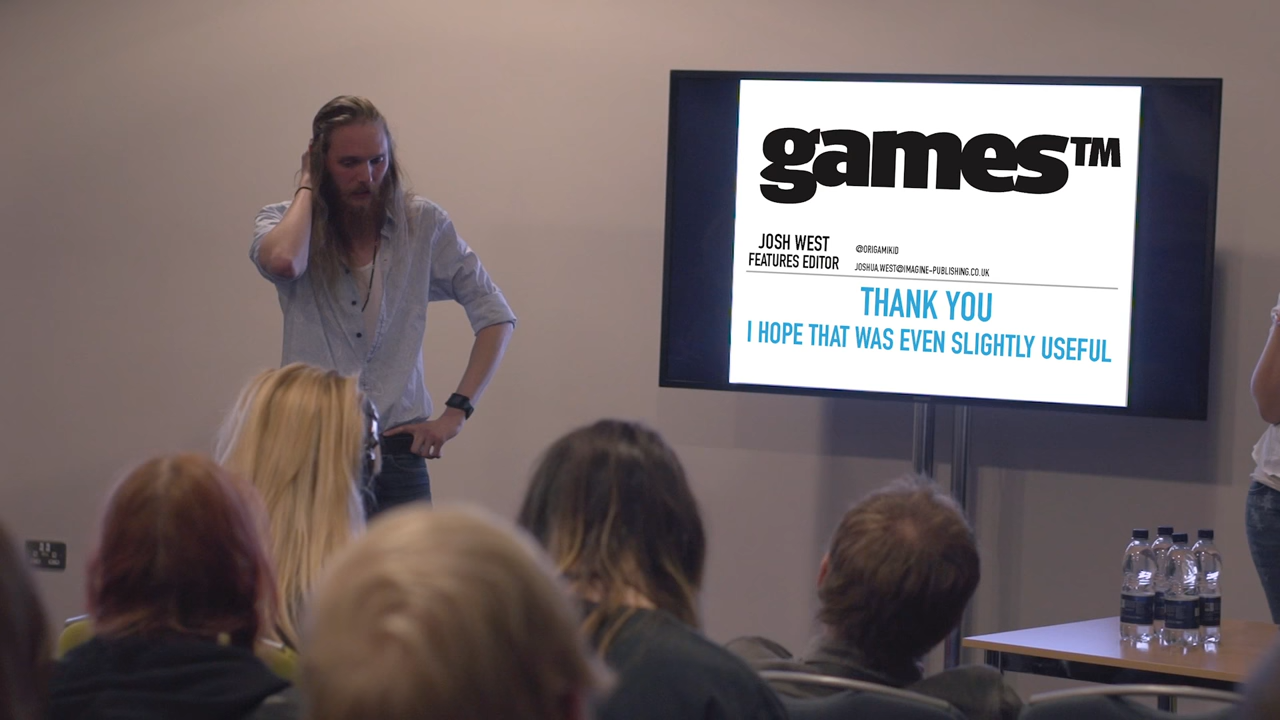 games™
JOSH WEST
FEATURES EDITOR
@ORIGAMIKID
JOSHUA.WEST@IMAGINE-PUBLISHING.CO.UK
THANK YOU
I HOPE THAT WAS EVEN SLIGHTLY USEFUL